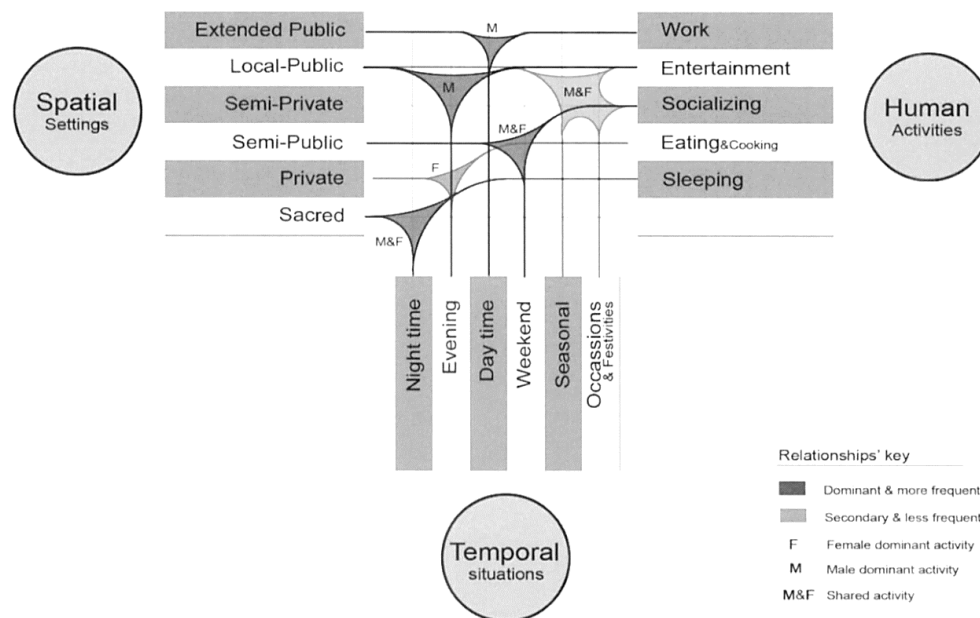 Spatial
Settings
Extended Public
Local-Public
Semi-Private
Semi-Public
Private
Sacred
M
M
M&F
M&F
F
M&F
Work
Entertainment
Socializing
Eating&Cooking
Sleeping
Human
Activities
Night time
Evening
Day time
Weekend
Seasonal
Occassions
& Festivities
Temporal
situations
Relationships' key
Dominant & more frequent
Secondary & less frequent
F Female dominant activity
M Male dominant activity
M&F Shared activity